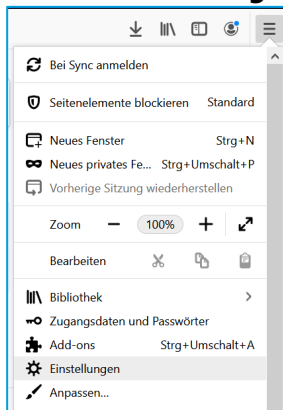 Bei Sync anmelden
Seitenelemente blockieren Standard
Neues Fenster Strg+N
Neues privates Fe... Strg+Umschalt+P
Vorherige Sitzung wiederherstellen
Zoom 100%
Bearbeiten
Bibliothek
Zugangsdaten und Passwörter
Add-ons Strg+Umschalt+A
Einstellungen
Anpassen...